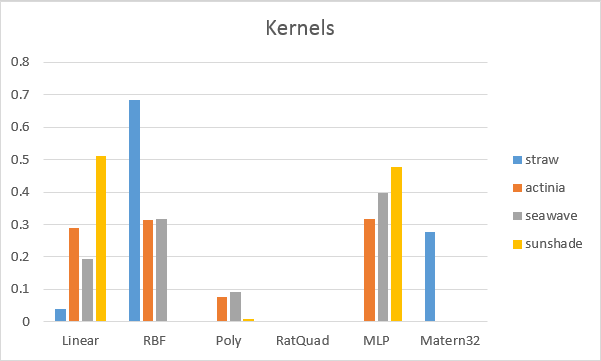 Kernels
0.8
0.7
0.6
0.5
0.4
0.3
0.2
0.1
0
Linear RBF Poly RatQuad MLP Matern32
straw
actinia
seawave
sunshade